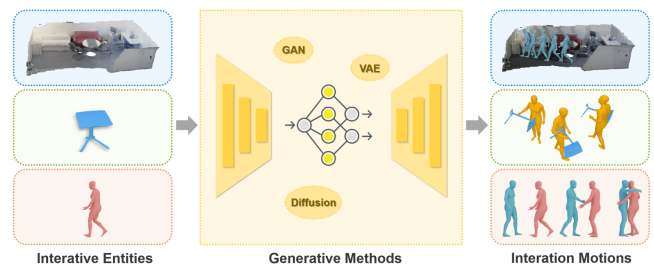 GAN
VAE
Diffusion
Interative Entities
Generative Methods
Interation Motions